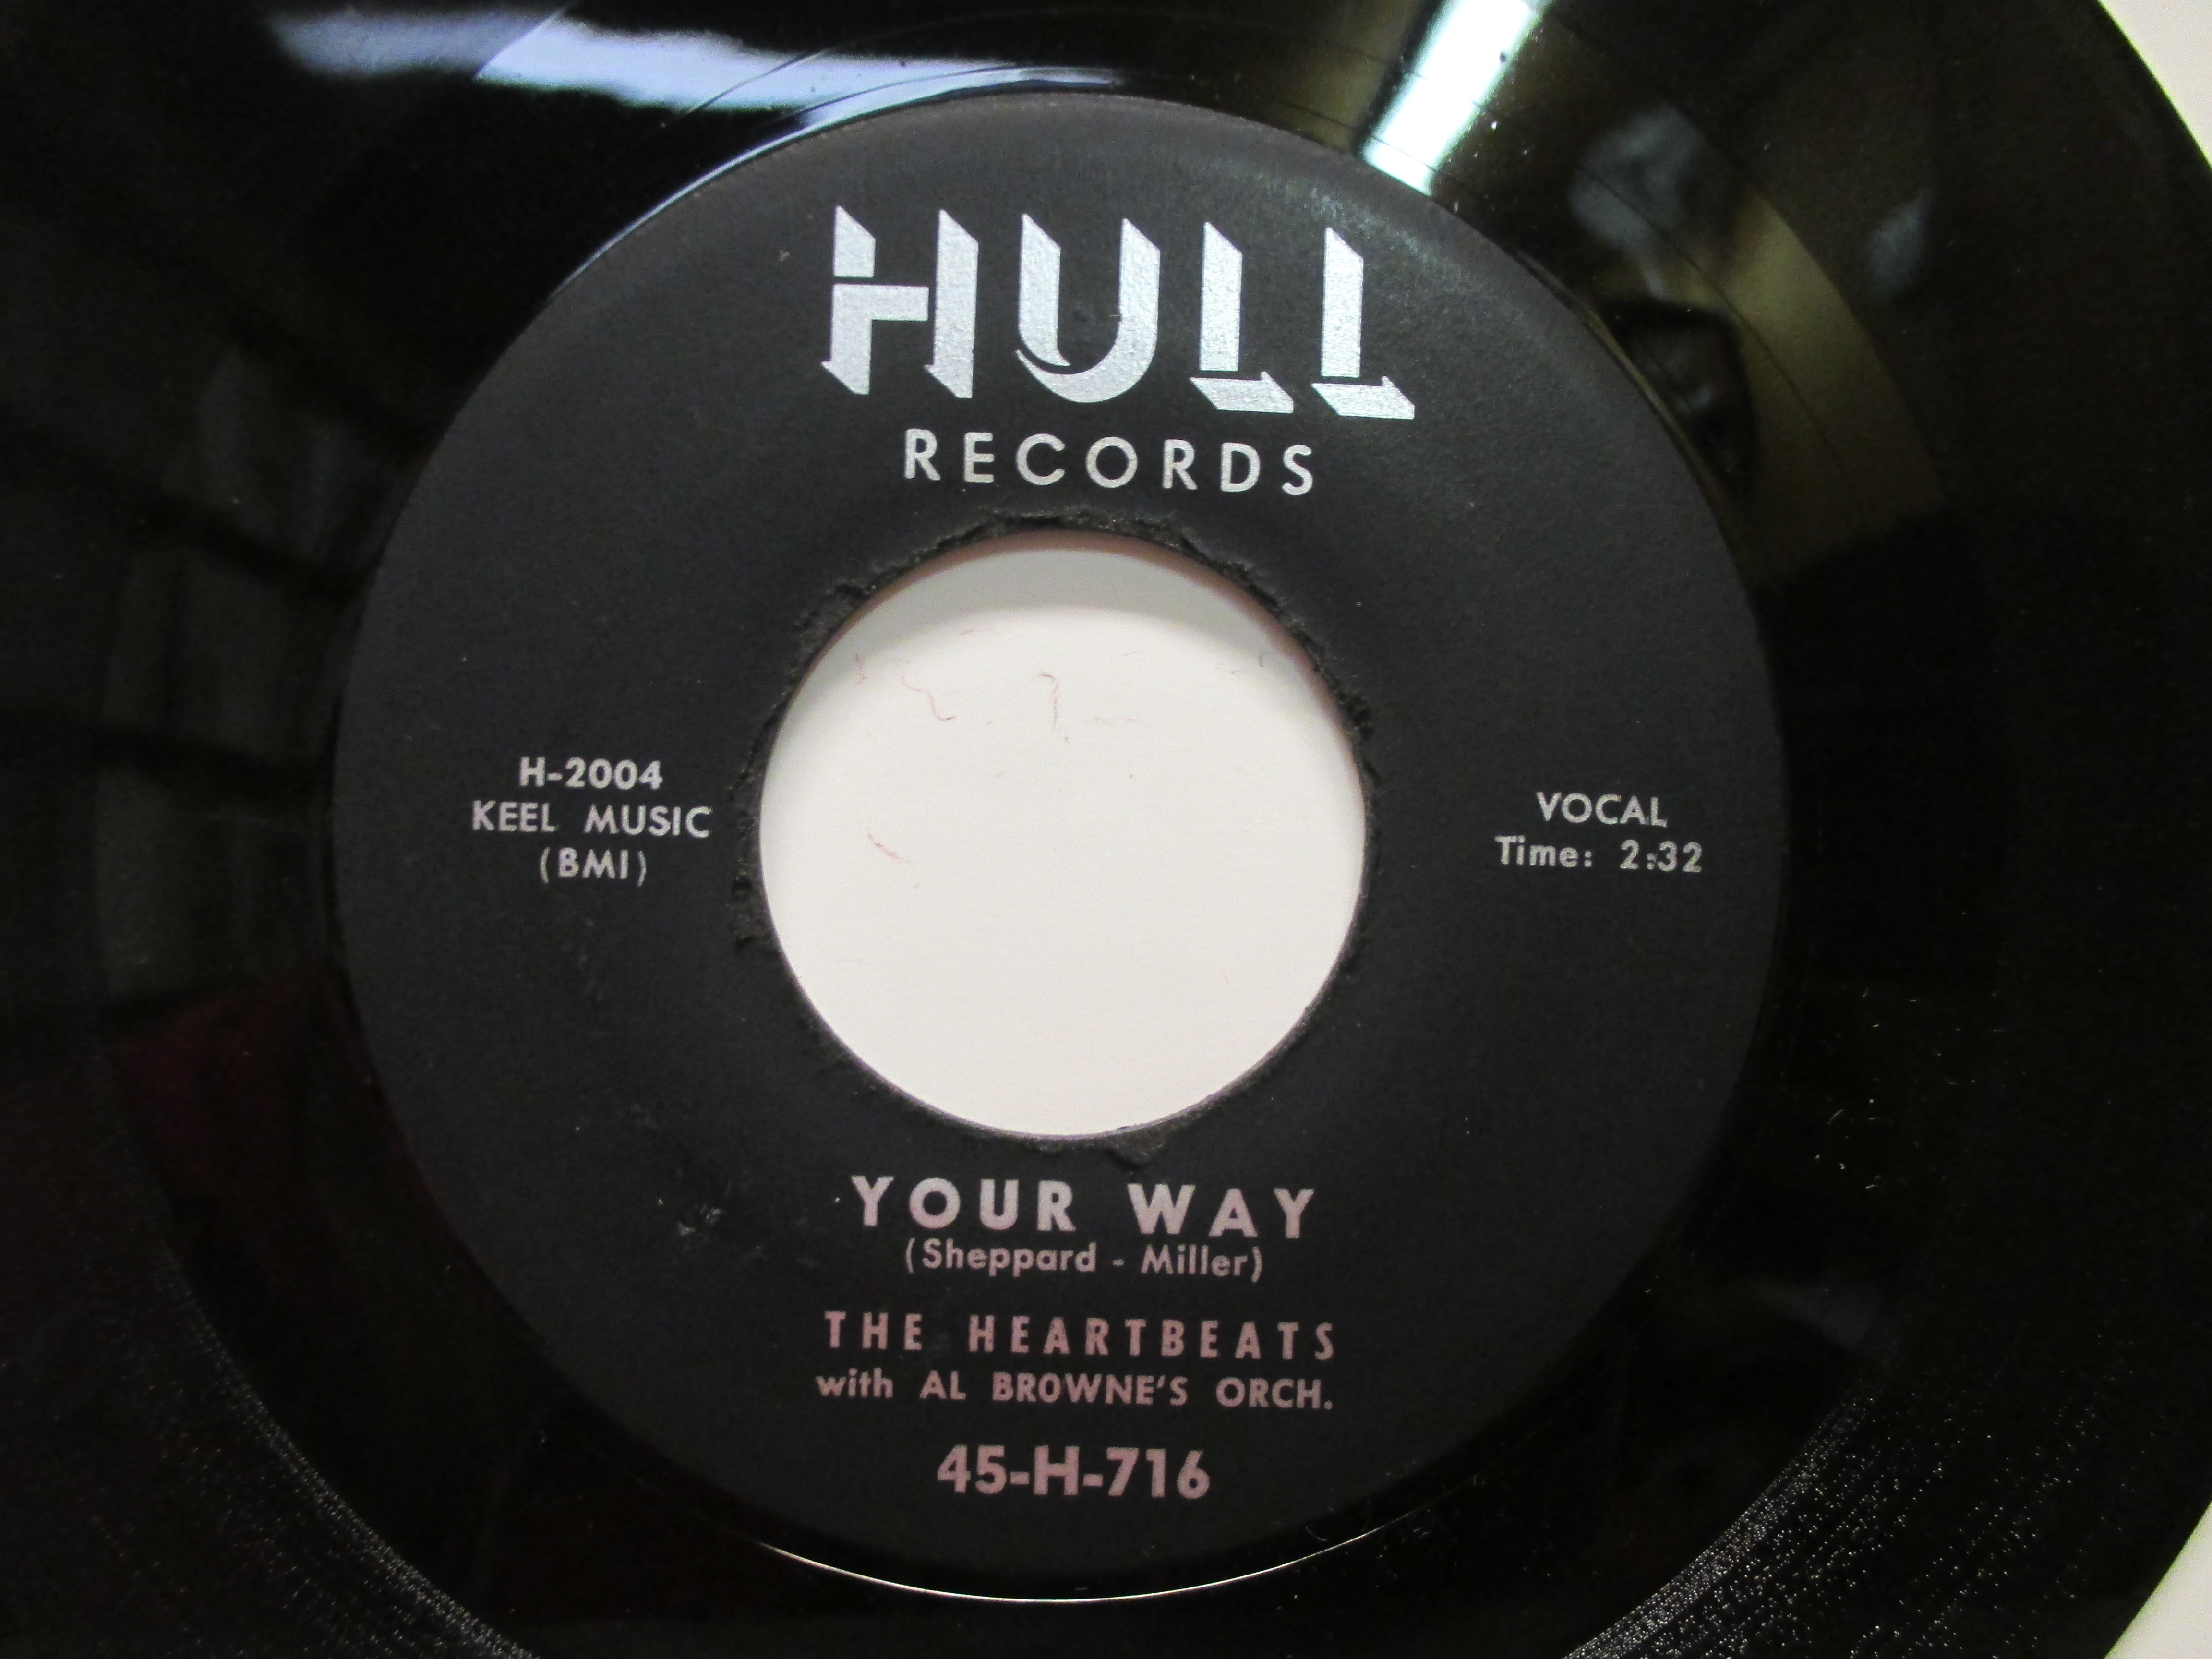 HULL
RECORDS
H-2004
KEEL MUSIC
(BMI)
VOCAL
Time: 2:32
YOUR WAY
(Sheppard - Miller)
THE HEARTBEATS
with AL BROWNE'S ORCH.
45-H-716